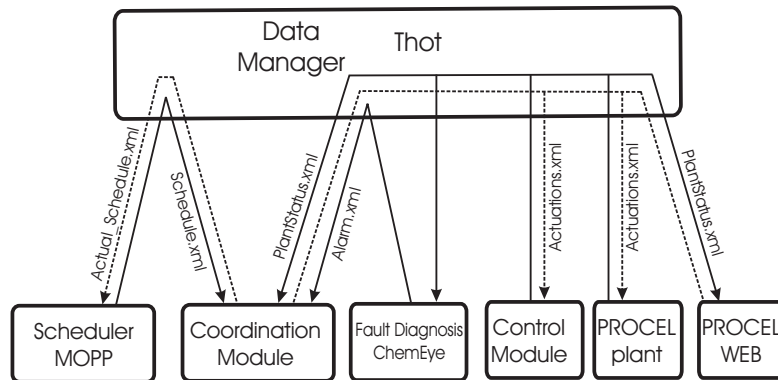 Data
Manager
Thot
Actual_Schedule.xml
Schedule.xml
PlantStatus.xml
Alarm.xml
Actuations.xml
Actuations.xml
PlantStatus.xml
Scheduler
MOPP
Coordination
Module
Fault Diagnosis
ChemEye
Control
Module
PROCEL
plant
PROCEL
WEB